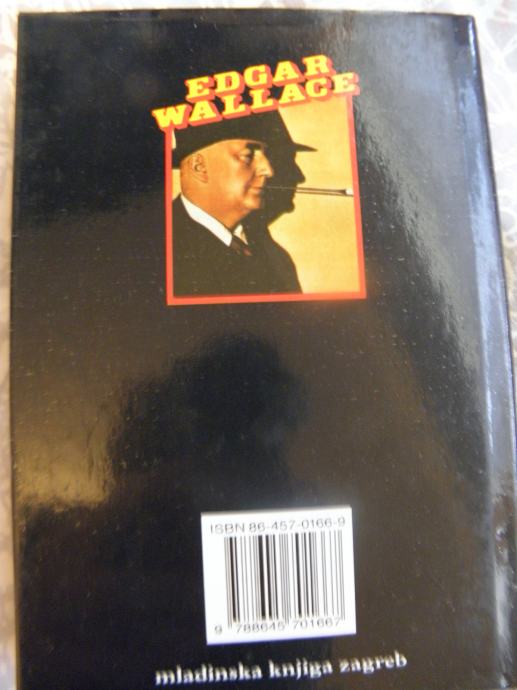 EDGAR
WALLACE
ISBN 86-457-0166-9
9 788645 701667
mladinska knjiga zagreb